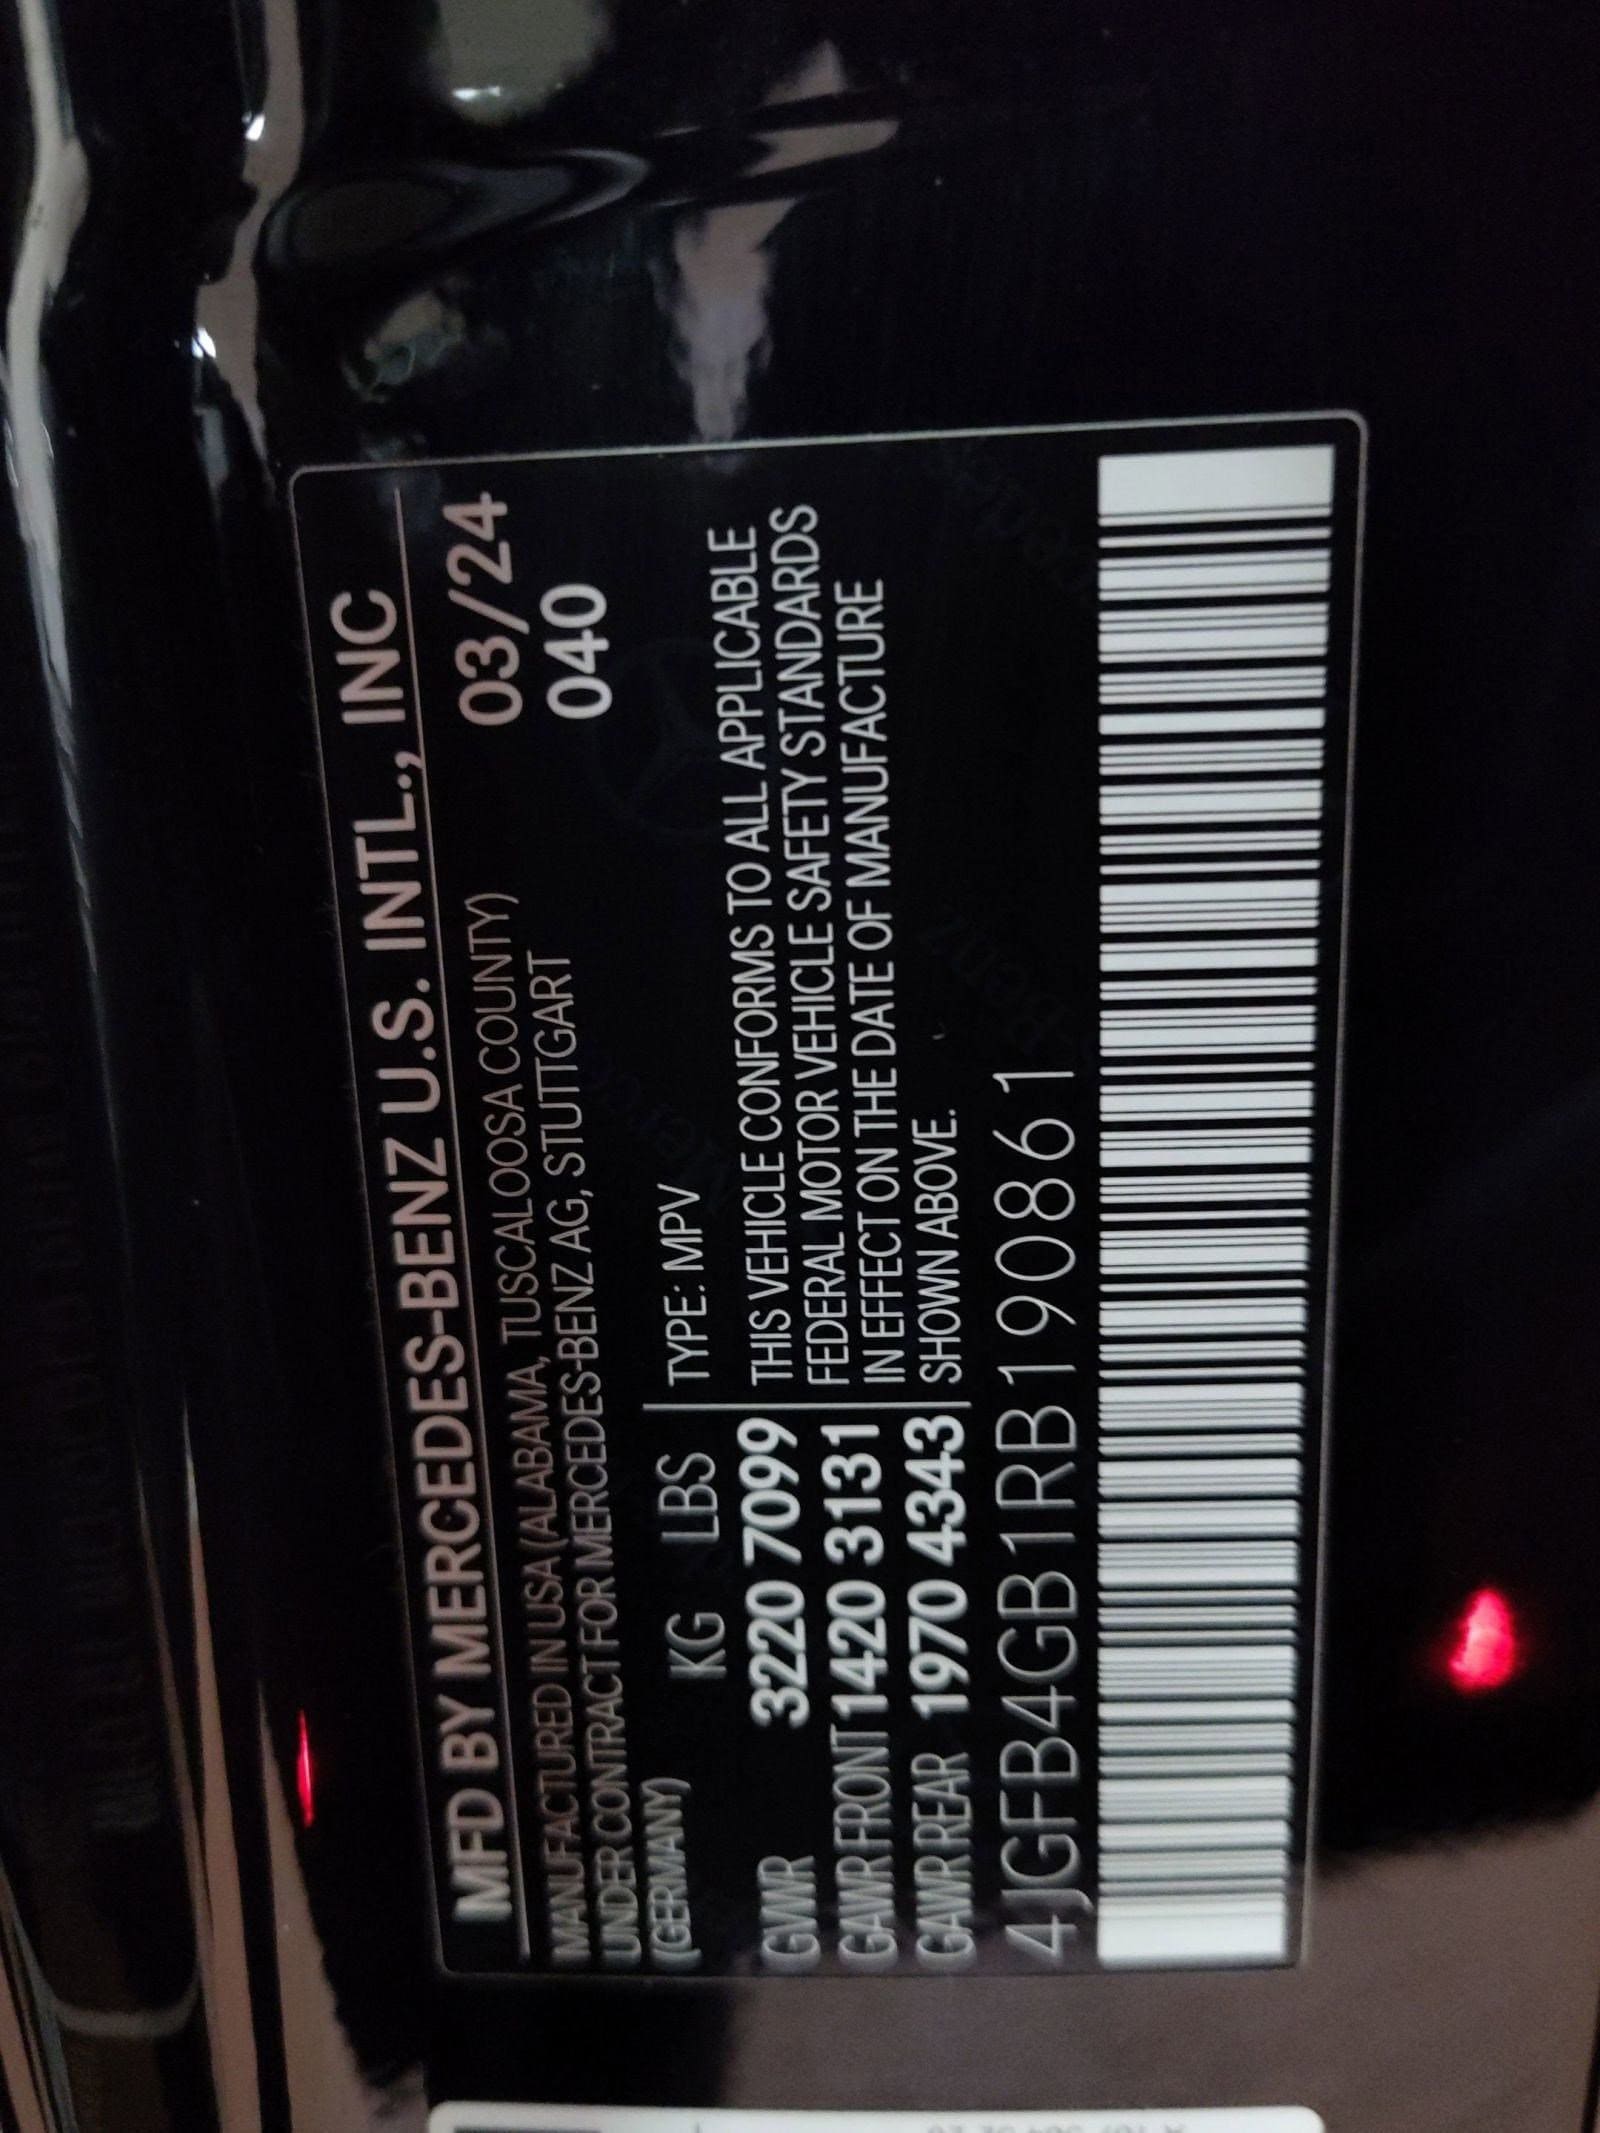 MFD BY MERCEDES-BENZ U.S. INTL., INC
MANUFACTURED IN USA (ALABAMA, TUSCALOOSA COUNTY) 03/24
UNDER CONTRACT FOR MERCEDES-BENZ AG, STUTTGART 040
(GERMANY)
KG LBS TYPE: MPV
GVWR 3220 7099 THIS VEHICLE CONFORMS TO ALL APPLICABLE
FEDERAL MOTOR VEHICLE SAFETY STANDARDS
GAWR FRONT 1420 3131 IN EFFECT ON THE DATE OF MANUFACTURE
GAWR REAR 1970 4343 SHOWN ABOVE.
4JGFB4GB1RB190861